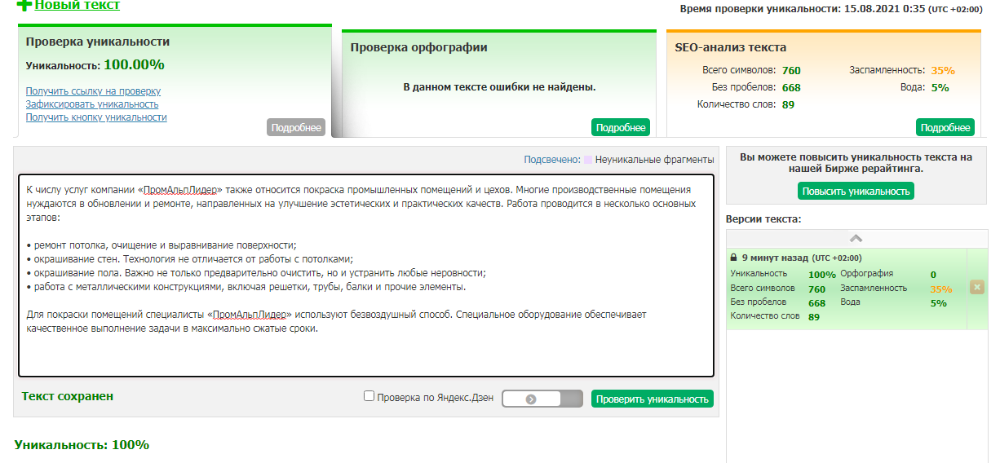 Новый текст
Время проверки уникальности: 15.08.2021 0:35 (UTC +02:00)
Проверка уникальности
Уникальность: 100.00%
Получить ссылку на проверку
Зафиксировать уникальность
Получить кнопку уникальности
Подробнее
Проверка орфографии
В данном тексте ошибки не найдены.
Подробнее
SEO-анализ текста
Всего символов: 760
Без пробелов: 668
Количество слов: 89
Заспамленность: 35%
Вода: 5%
Подробнее
Подсвечено: Неуникальные фрагменты
К числу услуг компании «ПромАльпЛидер» также относится покраска промышленных помещений и цехов. Многие производственные помещения
нуждаются в обновлении и ремонте, направленных на улучшение эстетических и практических качеств. Работа проводится в несколько основных
этапов:
• ремонт потолка, очищение и выравнивание поверхности;
• окрашивание стен. Технология не отличается от работы с потолками;
• окрашивание пола. Важно не только предварительно очистить, но и устранить любые неровности;
• работа с металлическими конструкциями, включая решетки, трубы, балки и прочие элементы.
Для покраски помещений специалисты «ПромАльпЛидер» используют безвоздушный способ. Специальное оборудование обеспечивает
качественное выполнение задачи в максимально сжатые сроки.
Текст сохранен
Проверка по Яндекс.Дзен
Проверить уникальность
Уникальность: 100%
Вы можете повысить уникальность текста на
нашей Бирже рерайтинга.
Повысить уникальность
Версии текста:
9 минут назад (UTC +02:00)
Уникальность 100% Орфография 0
Всего символов 760 Заспамленность 35%
Без пробелов 668 Вода 5%
Количество слов 89